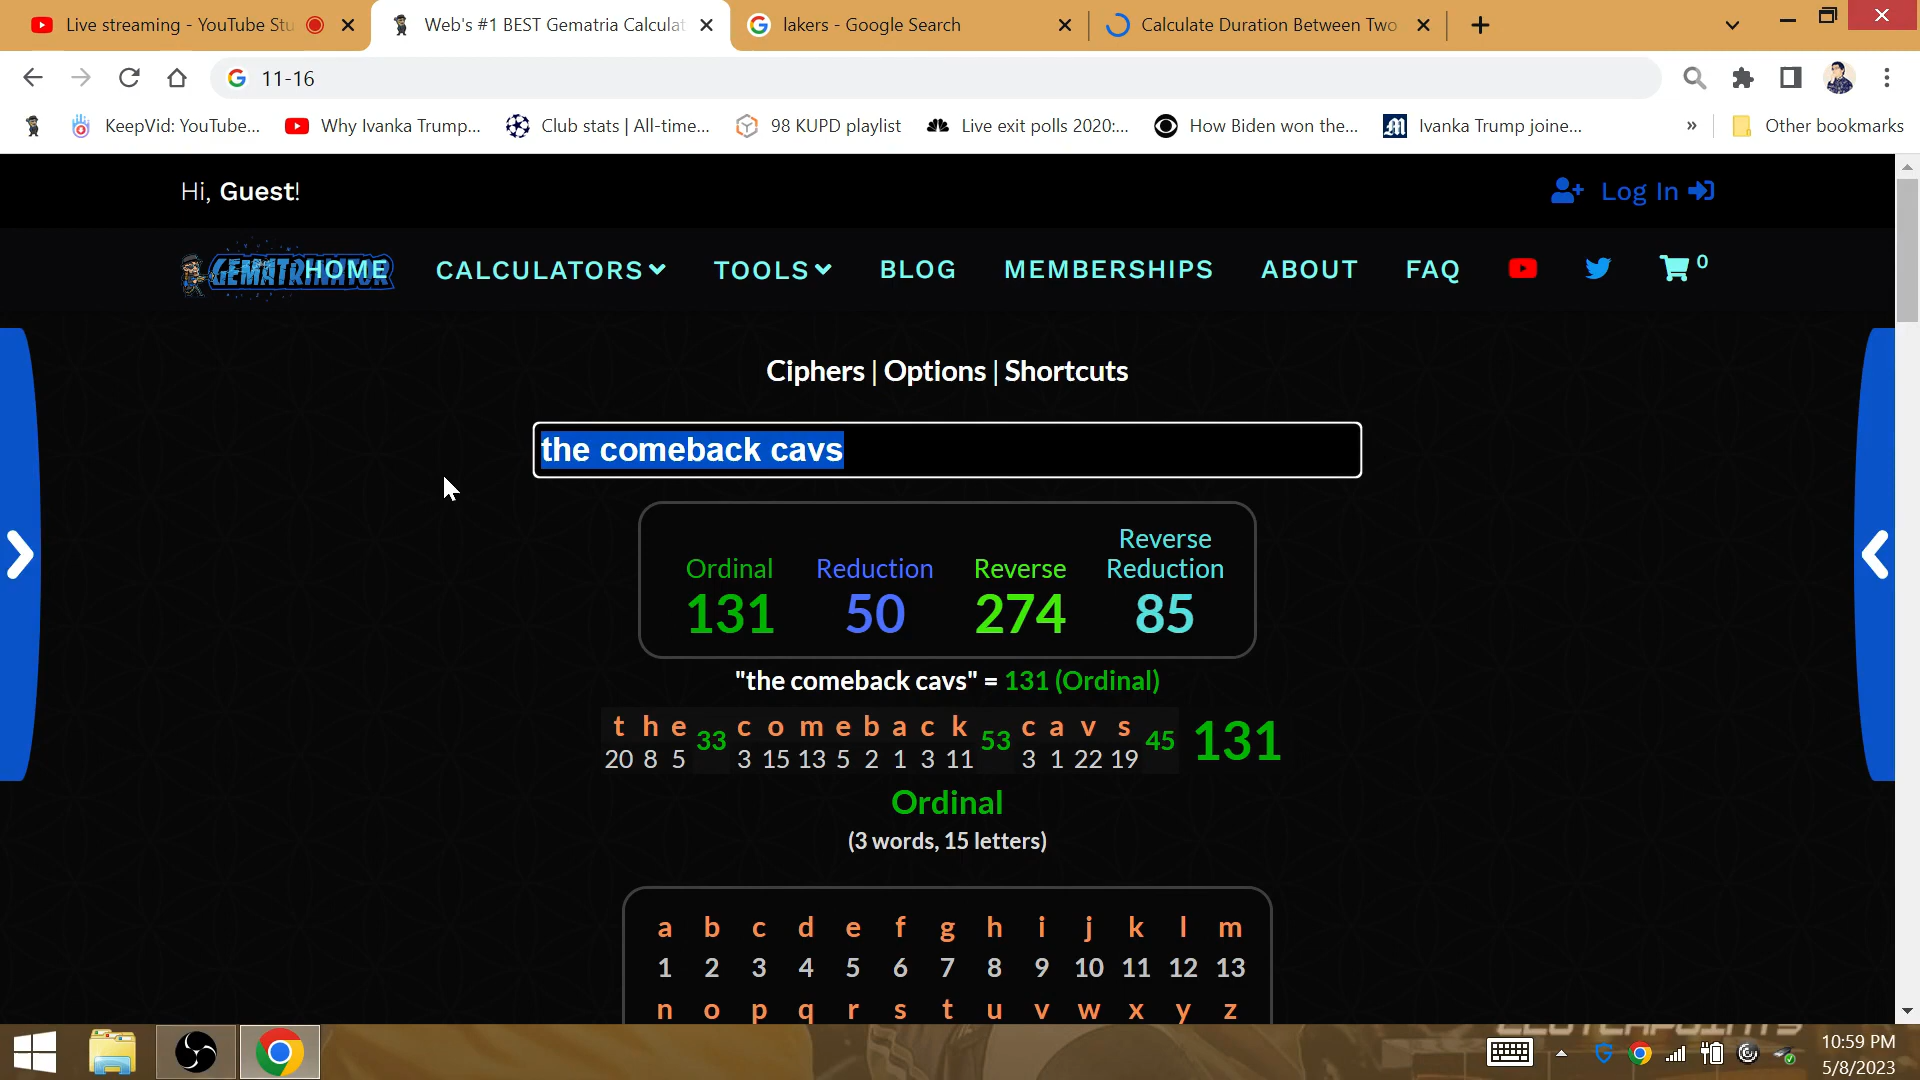 Live streaming - YouTube Stu
Web's #1 BEST Gematria Calculat
lakers - Google Search
Calculate Duration Between Two
11-16
KeepVid: YouTube...
Why Ivanka Trump...
Club stats | All-time...
98 KUPD playlist
Live exit polls 2020:...
How Biden won the...
Ivanka Trump joine...
»
Other bookmarks
Hi, Guest!
Log In
GEMATRINATOR
HOME
CALCULATORS
TOOLS
BLOG
MEMBERSHIPS
ABOUT
FAQ
0
Ciphers | Options | Shortcuts
the comeback cavs
Ordinal
131
Reduction
50
Reverse
274
Reverse
Reduction
85
"the comeback cavs" = 131 (Ordinal)
t h e 33 c o m e b a c k 53 c a v s 45 131
20 8 5 3 15 13 5 2 1 3 11 3 1 22 19
Ordinal
(3 words, 15 letters)
a b c d e f g h i j k l m
1 2 3 4 5 6 7 8 9 10 11 12 13
n o p q r s t u v w x y z
CLUTCHPOINTS
10:59 PM
5/8/2023